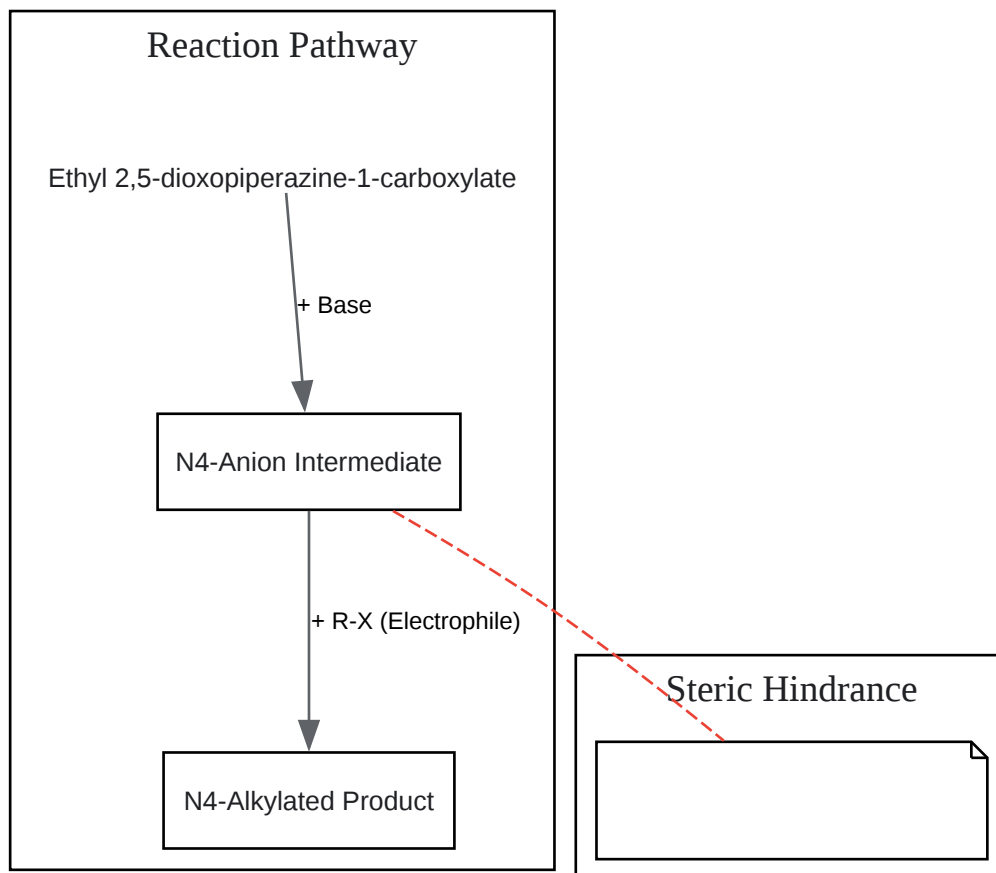 Reaction Pathway
Ethyl 2,5-dioxopiperazine-1-carboxylate
+ Base
N4-Anion Intermediate
+ R-X (Electrophile)
N4-Alkylated Product
Steric Hindrance